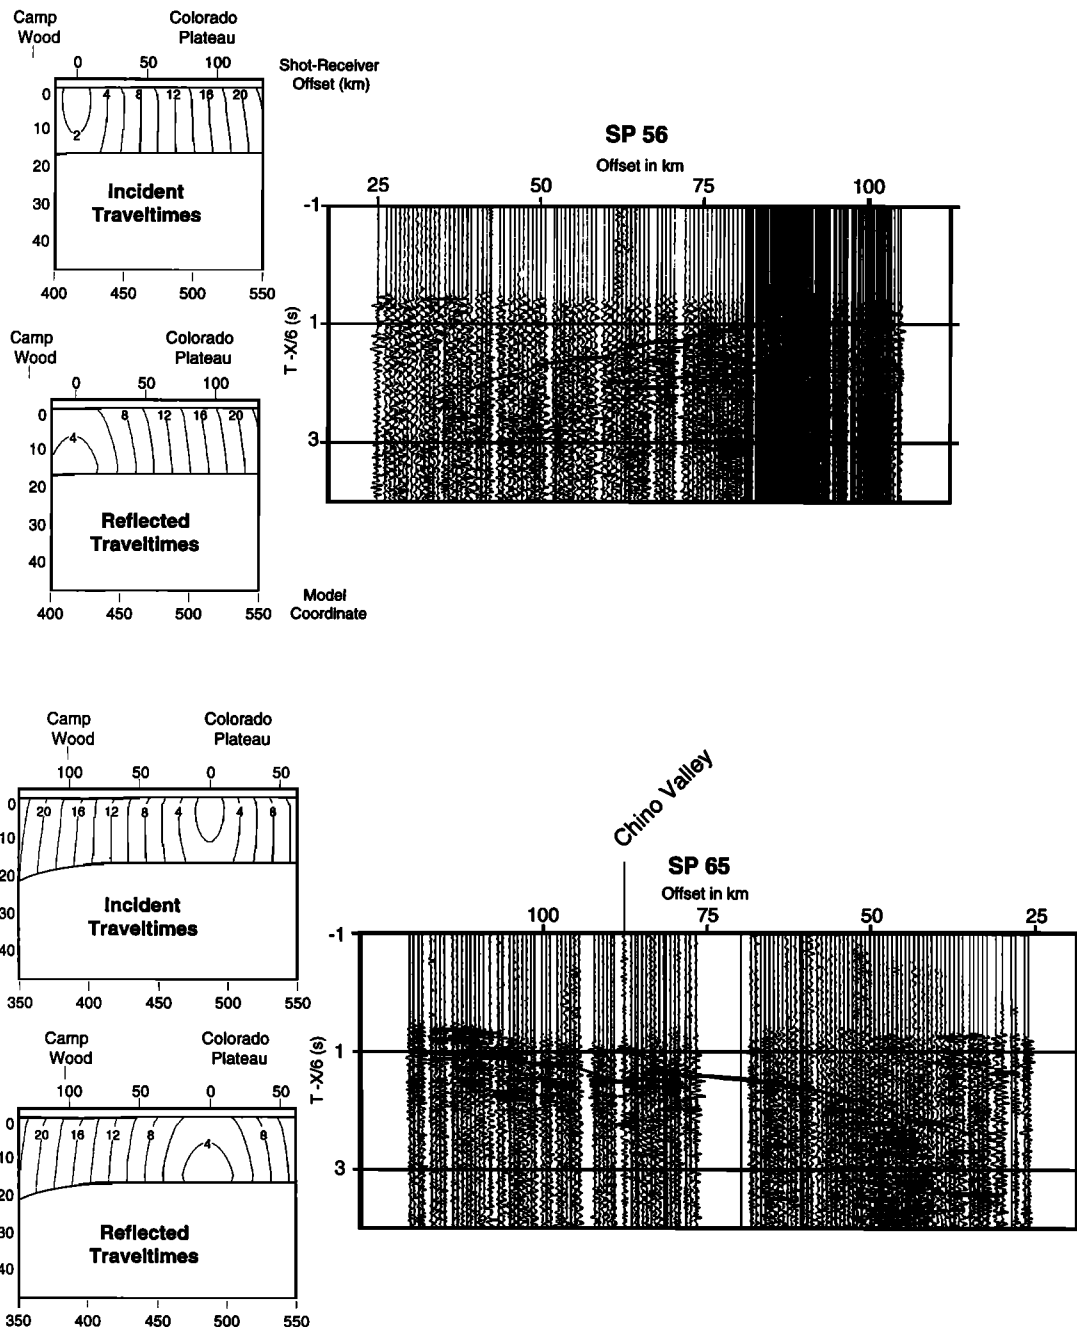 Camp Wood
Colorado Plateau
0 50 100
Shot-Receiver Offset (km)
0 4 8 12 16 20
10 2
20
Incident
30
Traveltimes
40
400 450 500 550
SP 56
Offset in km
25 50 75 100
-1
1
T -X/6 (s)
3
Camp Wood
Colorado Plateau
0 50 100
0 8 12 16 20
10 4
20
Reflected
30
Traveltimes
40
400 450 500 550
Model Coordinate
Camp Wood
Colorado Plateau
100 50 0 50
0 20 16 12 8 4 4 8
10
20
Incident
30
Traveltimes
40
350 400 450 500 550
Chino Valley
SP 65
Offset in km
100 75 50 25
-1
1
T -X/6 (s)
3
Camp Wood
Colorado Plateau
100 50 0 50
0 20 16 12 8 4 8
10
20
Reflected
30
Traveltimes
40
350 400 450 500 550